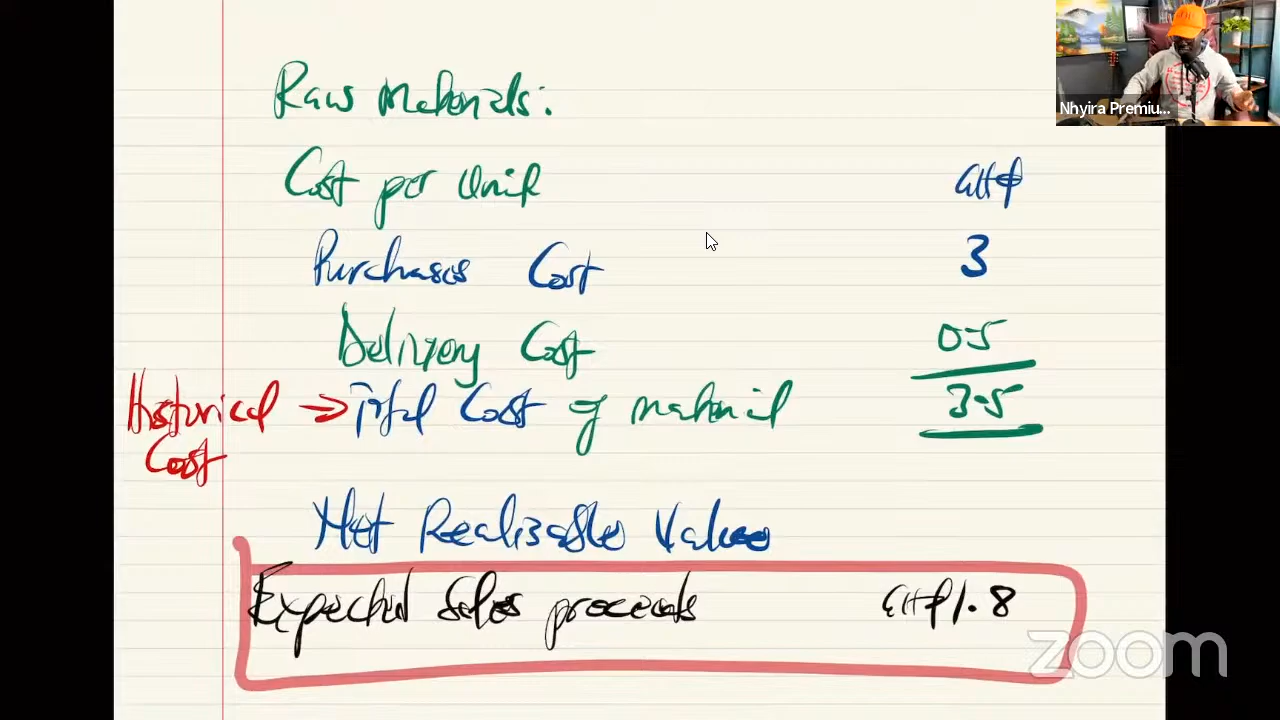 Raw Materials:
Cost per Unit GH¢
Purchases Cost 3
Delivery Cost 0.5
Historical Cost → Total Cost of material 3.5
Net Realisable Value
Expected Sales proceeds GH¢1.8
Nhyira Premiu...
zoom